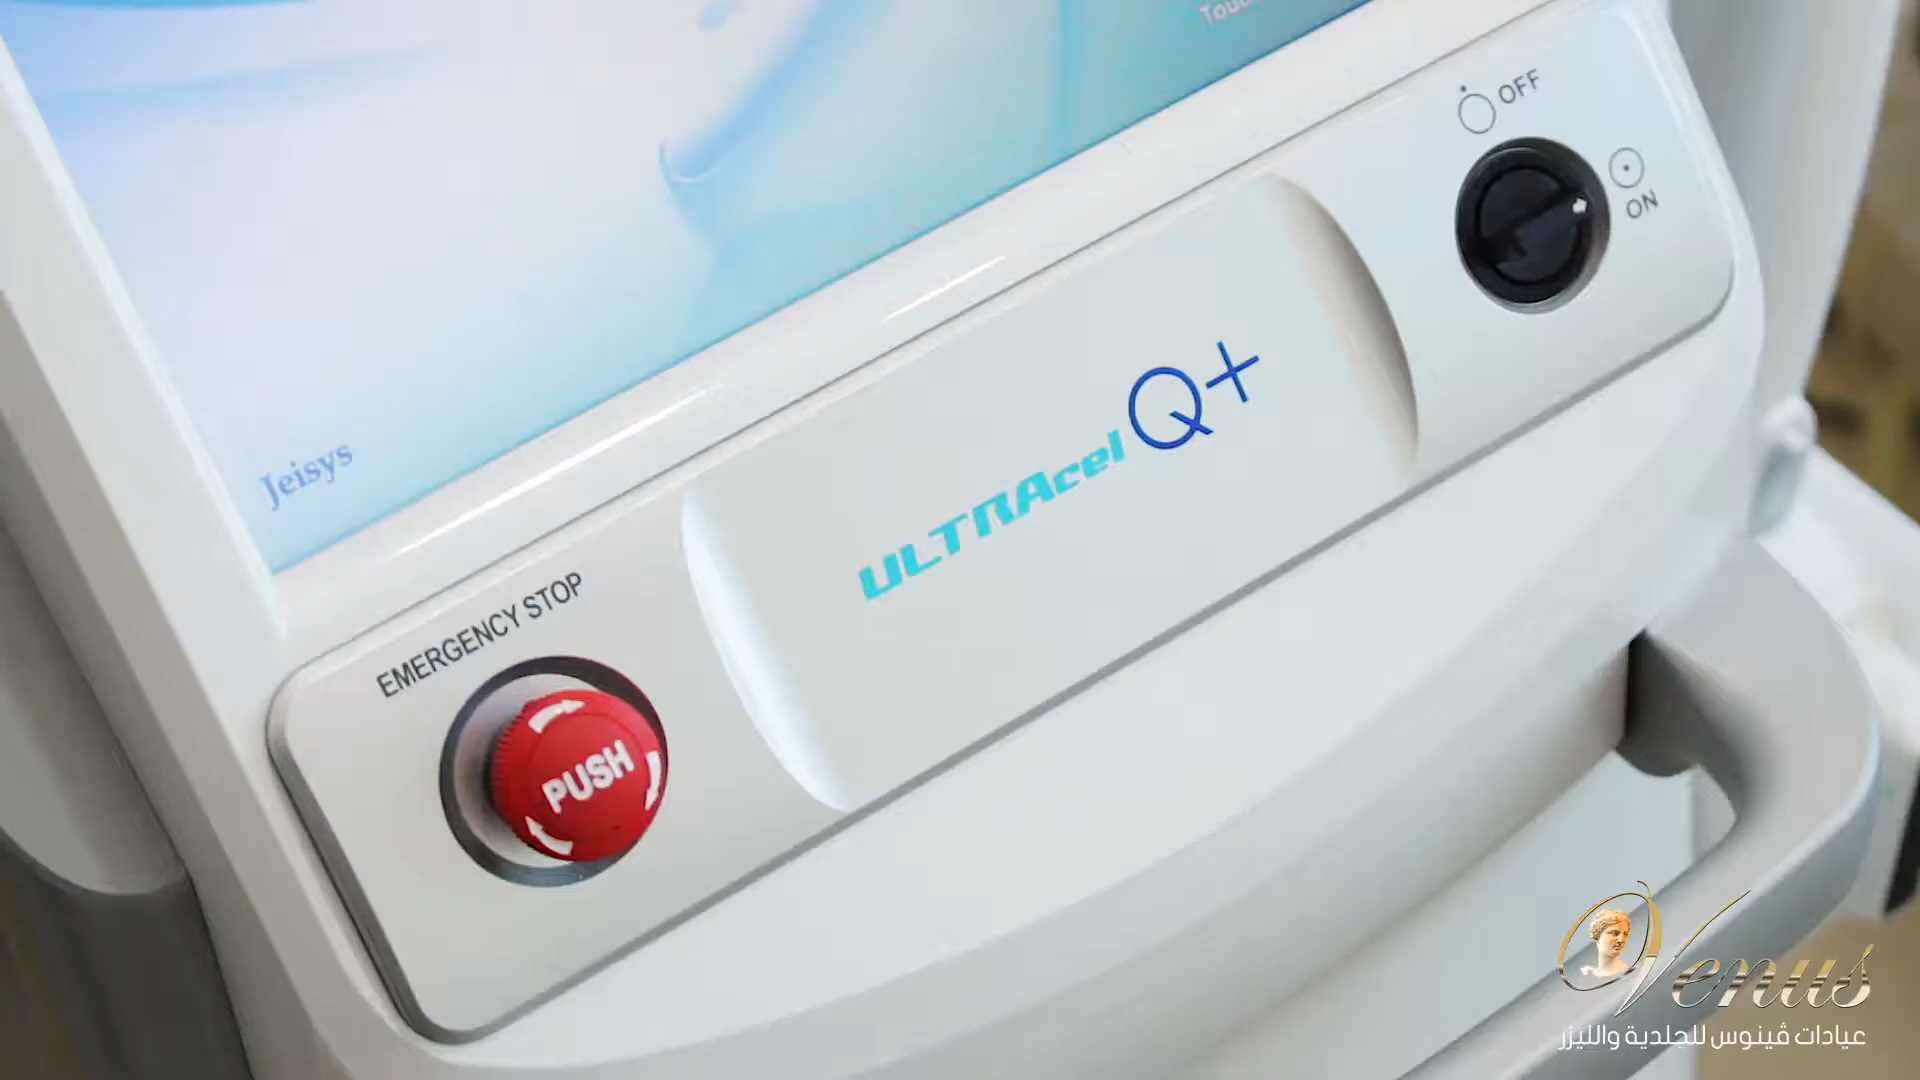 OFF
ON
ULTRAcel Q+
Jeisys
EMERGENCY STOP
PUSH
Venus
عيادات ڤينوس للجلدية والليزر